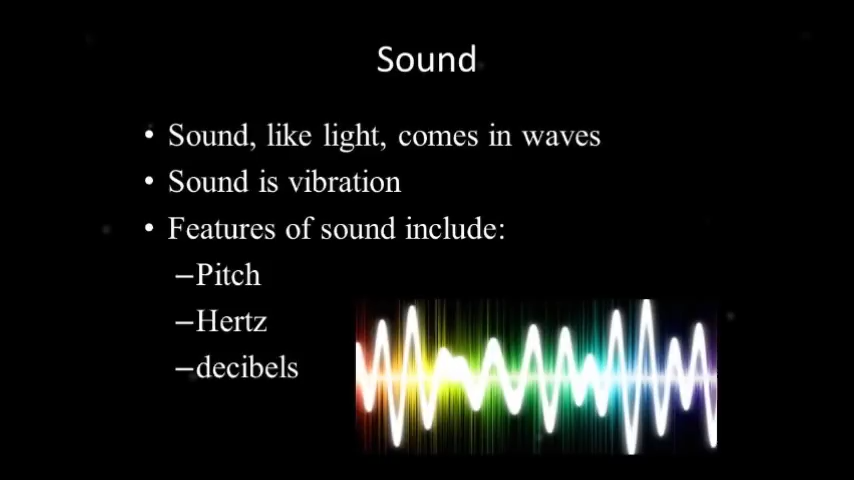 Sound
• Sound, like light, comes in waves
• Sound is vibration
• Features of sound include:
–Pitch
–Hertz
–decibels